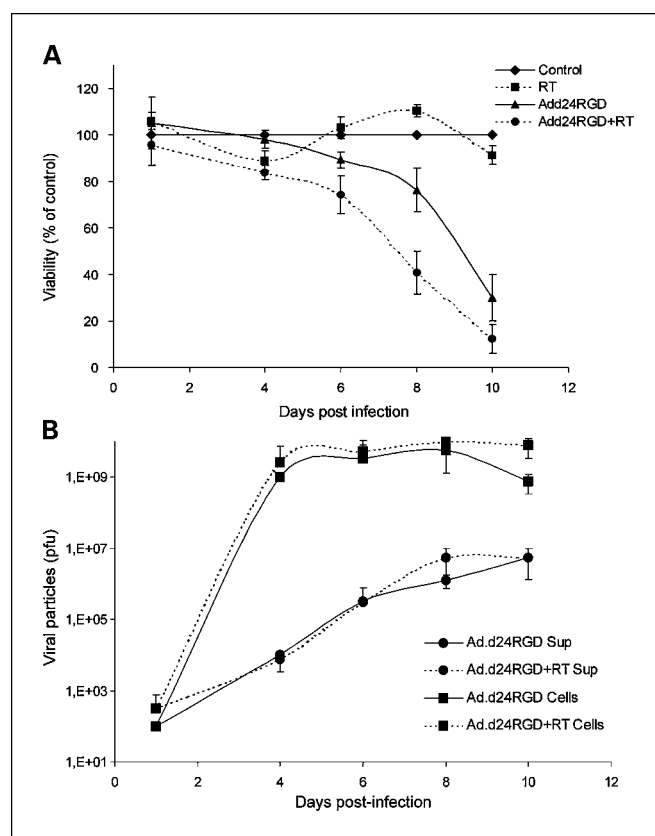 A
Control
RT
Add24RGD
Add24RGD+RT
120
100
80
60
40
20
0
Viability (% of control)
0 2 4 6 8 10 12
Days post infection
B
1,E+09
1,E+07
1,E+05
1,E+03
1,E+01
Viral particles (pfu)
Ad.d24RGD Sup
Ad.d24RGD+RT Sup
Ad.d24RGD Cells
Ad.d24RGD+RT Cells
0 2 4 6 8 10 12
Days post-infection